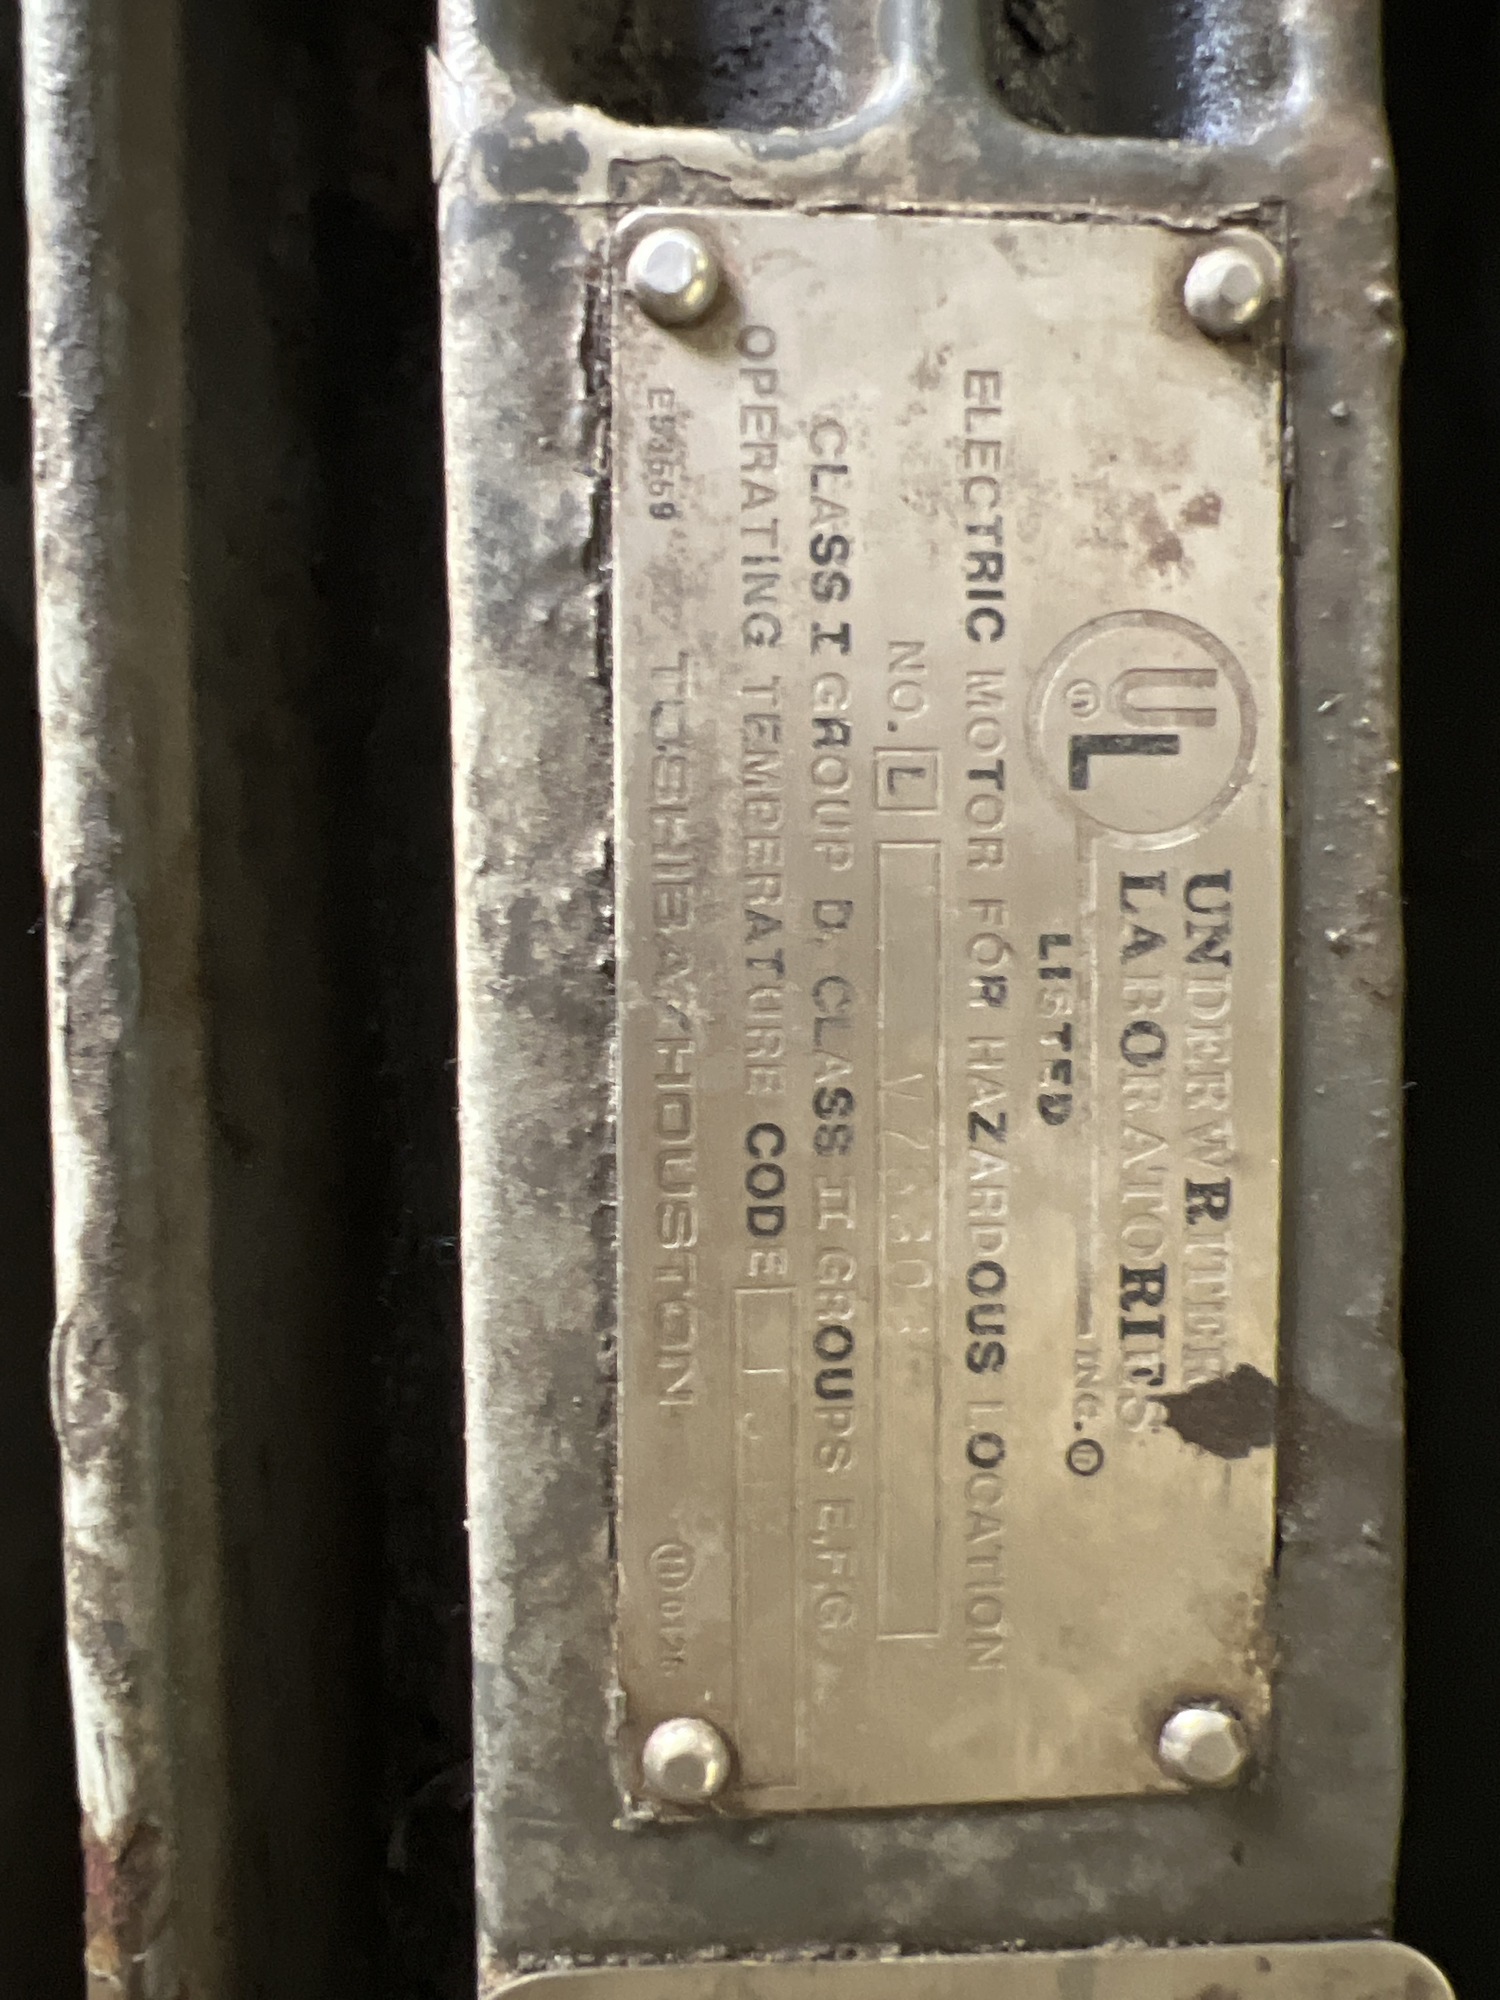 UL
UNDERWRITERS
LABORATORIES
INC.
LISTED
ELECTRIC MOTOR FOR HAZARDOUS LOCATION
NO. L
CLASS I GROUP D, CLASS II GROUPS E,F,G.
OPERATING TEMPERATURE CODE
TOSHIBA/HOUSTON